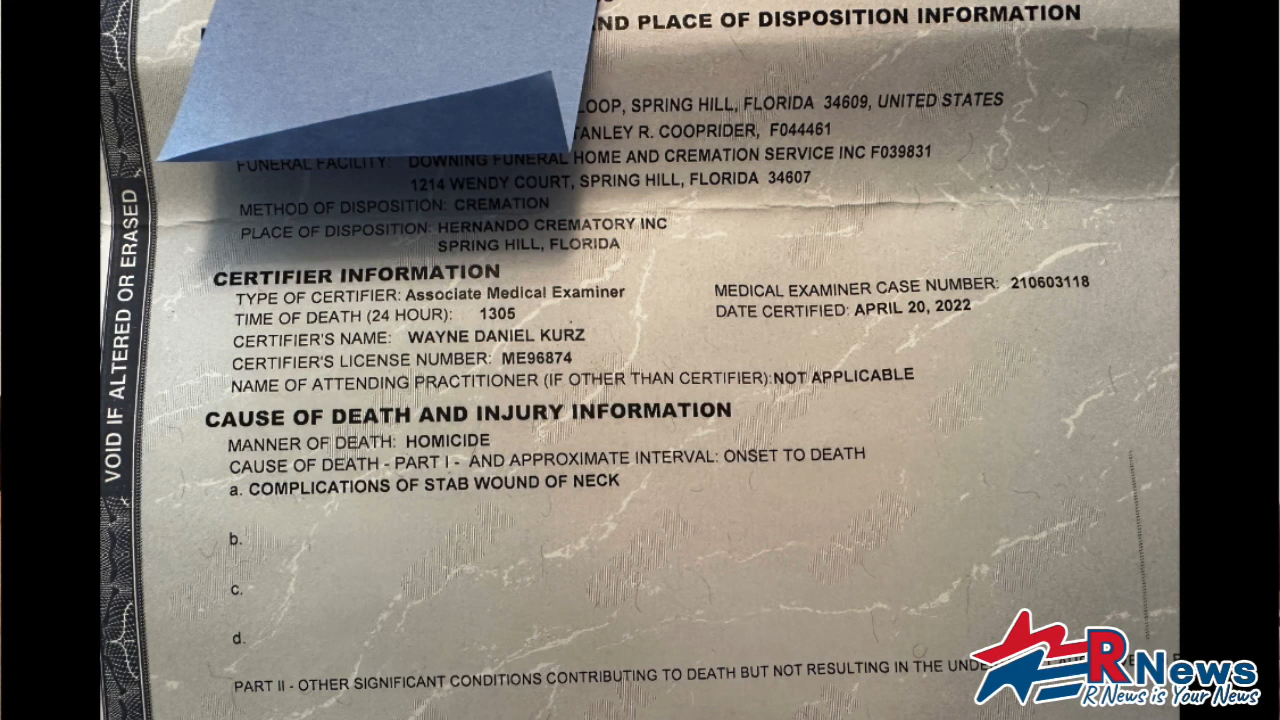 ND PLACE OF DISPOSITION INFORMATION
LOOP, SPRING HILL, FLORIDA 34609, UNITED STATES
TANLEY R. COOPRIDER, F044461
FUNERAL FACILITY: DOWNING FUNERAL HOME AND CREMATION SERVICE INC F039831
1214 WENDY COURT, SPRING HILL, FLORIDA 34607
METHOD OF DISPOSITION: CREMATION
PLACE OF DISPOSITION: HERNANDO CREMATORY INC
SPRING HILL, FLORIDA
CERTIFIER INFORMATION
TYPE OF CERTIFIER: Associate Medical Examiner
MEDICAL EXAMINER CASE NUMBER: 210603118
TIME OF DEATH (24 HOUR): 1305
DATE CERTIFIED: APRIL 20, 2022
CERTIFIER'S NAME: WAYNE DANIEL KURZ
CERTIFIER'S LICENSE NUMBER: ME96874
NAME OF ATTENDING PRACTITIONER (IF OTHER THAN CERTIFIER): NOT APPLICABLE
CAUSE OF DEATH AND INJURY INFORMATION
MANNER OF DEATH: HOMICIDE
CAUSE OF DEATH - PART I - AND APPROXIMATE INTERVAL: ONSET TO DEATH
a. COMPLICATIONS OF STAB WOUND OF NECK
b.
c.
d.
PART II - OTHER SIGNIFICANT CONDITIONS CONTRIBUTING TO DEATH BUT NOT RESULTING IN THE
VOID IF ALTERED OR ERASED
R News
R News is Your News